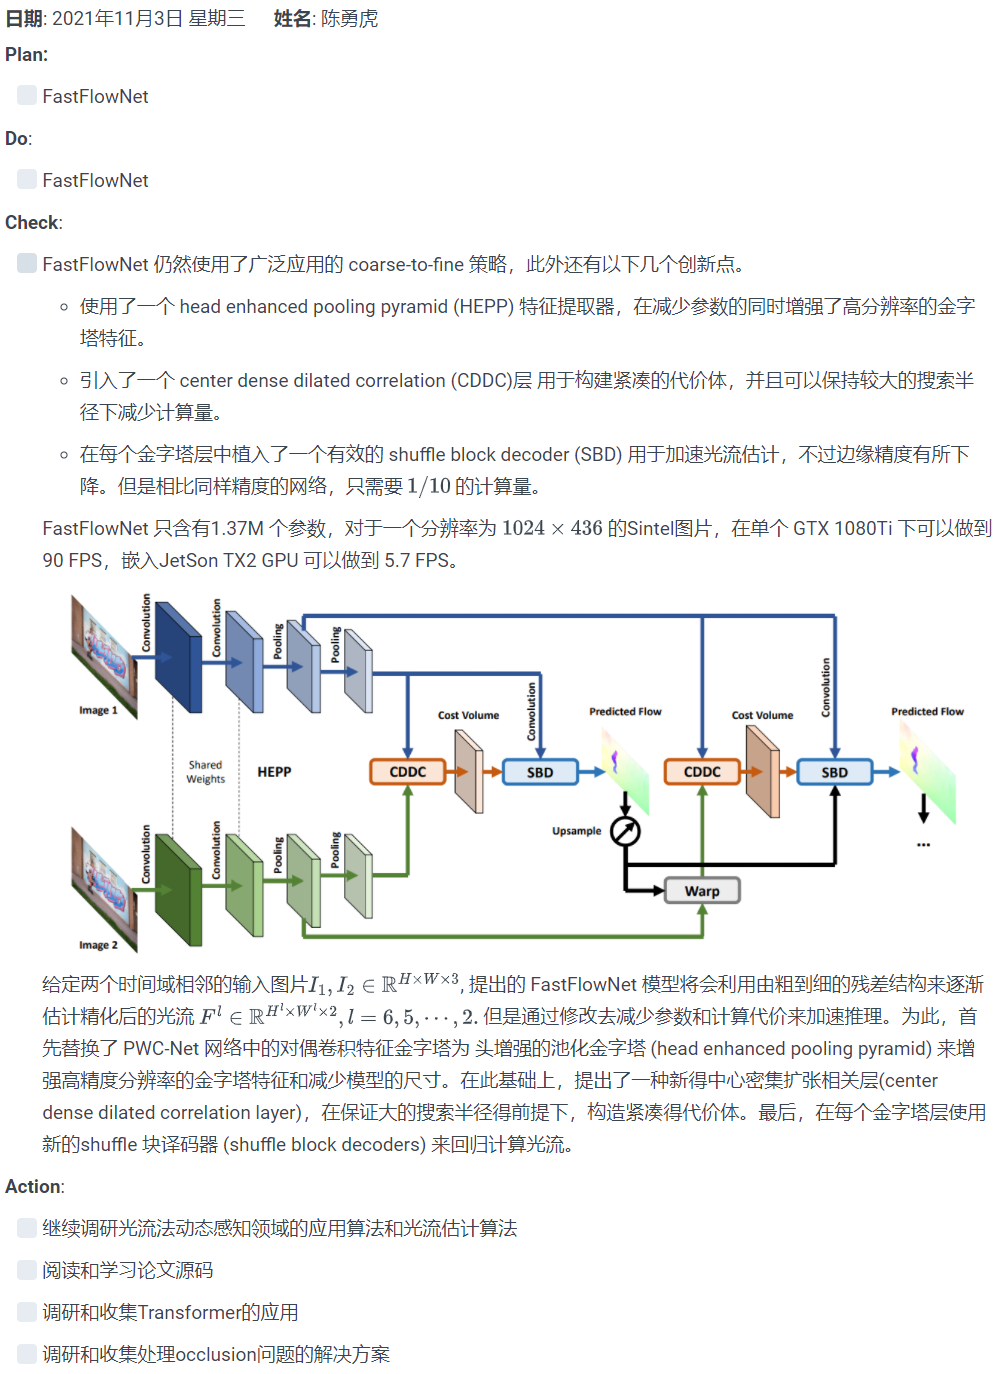 日期: 2021年11月3日 星期三 姓名: 陈勇虎
Plan:
FastFlowNet
Do:
FastFlowNet
Check:
FastFlowNet 仍然使用了广泛应用的 coarse-to-fine 策略，此外还有以下几个创新点。
使用了一个 head enhanced pooling pyramid (HEPP) 特征提取器，在减少参数的同时增强了高分辨率的金字
塔特征。
引入了一个 center dense dilated correlation (CDDC)层 用于构建紧凑的代价体，并且可以保持较大的搜索半
径下减少计算量。
在每个金字塔层中植入了一个有效的 shuffle block decoder (SBD) 用于加速光流估计，不过边缘精度有所下
降。但是相比同样精度的网络，只需要 1/10 的计算量。
FastFlowNet 只含有1.37M 个参数，对于一个分辨率为 1024 × 436 的Sintel图片，在单个 GTX 1080Ti 下可以做到
90 FPS，嵌入JetSon TX2 GPU 可以做到 5.7 FPS。
Convolution
Convolution
Pooling
Pooling
Image 1
Convolution
Cost Volume
Predicted Flow
Convolution
Cost Volume
Predicted Flow
Shared
Weights
HEPP
CDDC
SBD
CDDC
SBD
Upsample
...
Convolution
Convolution
Pooling
Pooling
Warp
Image 2
给定两个时间域相邻的输入图片$I_1, I_2 \in \mathbb{R}^{H \times W \times 3}$, 提出的 FastFlowNet 模型将会利用由粗到细的残差结构来逐渐
估计精化后的光流 $F^l \in \mathbb{R}^{H^l \times W^l \times 2}, l = 6, 5, \cdots, 2.$ 但是通过修改去减少参数和计算代价来加速推理。为此，首
先替换了 PWC-Net 网络中的对偶卷积特征金字塔为 头增强的池化金字塔 (head enhanced pooling pyramid) 来增
强高精度分辨率的金字塔特征和减少模型的尺寸。在此基础上，提出了一种新得中心密集扩张相关层(center
dense dilated correlation layer)，在保证大的搜索半径得前提下，构造紧凑得代价体。最后，在每个金字塔层使用
新的shuffle 块译码器 (shuffle block decoders) 来回归计算光流。
Action:
继续调研光流法动态感知领域的应用算法和光流估计算法
阅读和学习论文源码
调研和收集Transformer的应用
调研和收集处理occlusion问题的解决方案